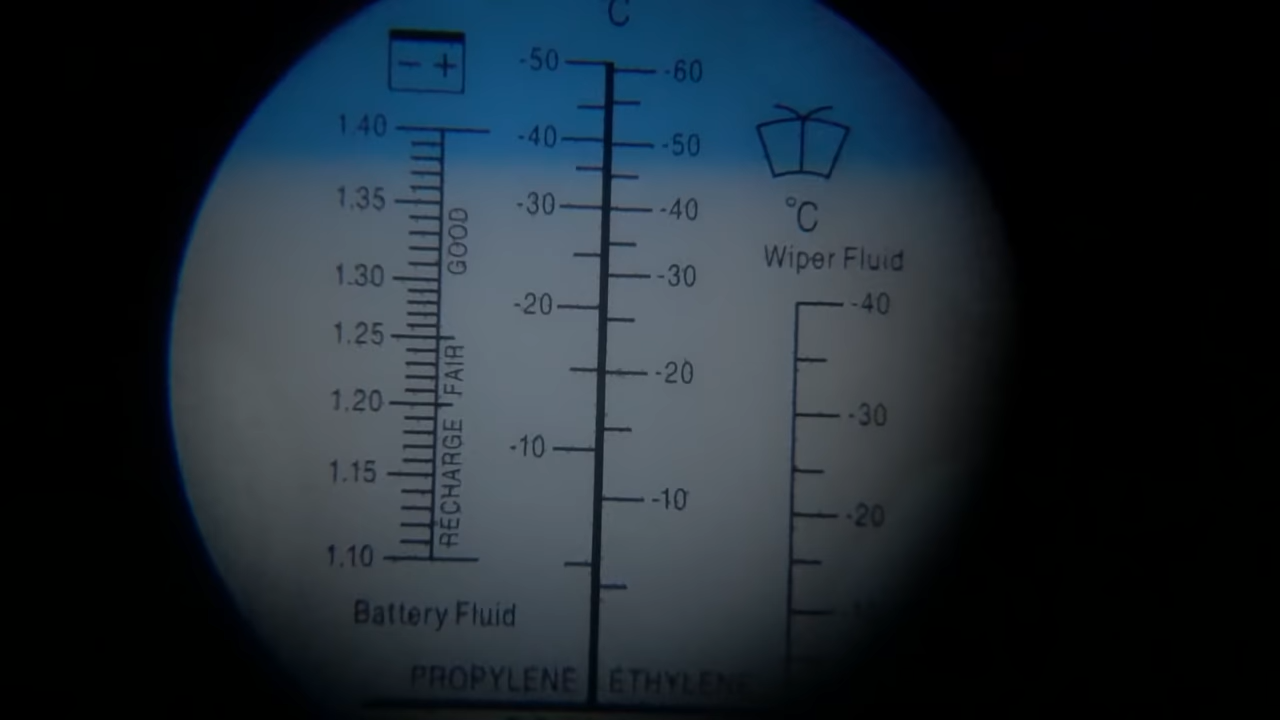 C
- +
-50 -60
1.40 -40 -50
1.35 -30 -40
GOOD
°C
Wiper Fluid
1.30 -30
-20 -40
1.25
FAIR
-20
1.20 -30
RECHARGE
-10
1.15 -10
-20
1.10
Battery Fluid
PROPYLENE ETHYLENE